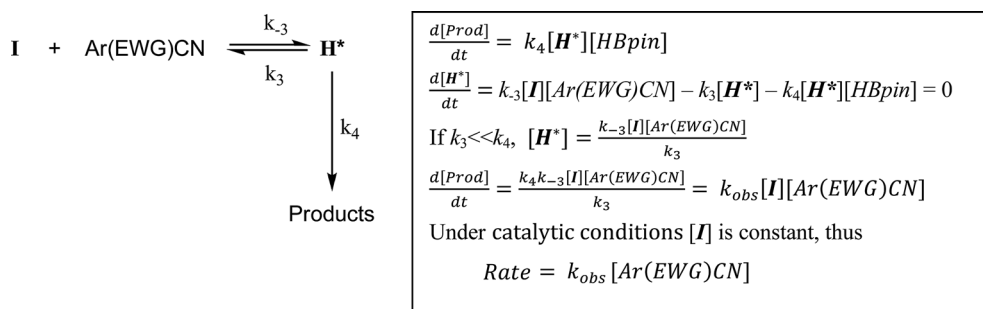 k-3
I + Ar(EWG)CN H*
k3
k4
Products
d[Prod]/dt = k4[H*][HBpin]
d[H*]/dt = k-3[I][Ar(EWG)CN] – k3[H*] – k4[H*][HBpin] = 0
If k3<<k4, [H*] = k−3[I][Ar(EWG)CN]/k3
d[Prod]/dt = k4k−3[I][Ar(EWG)CN]/k3 = kobs[I][Ar(EWG)CN]
Under catalytic conditions [I] is constant, thus
Rate = kobs[Ar(EWG)CN]